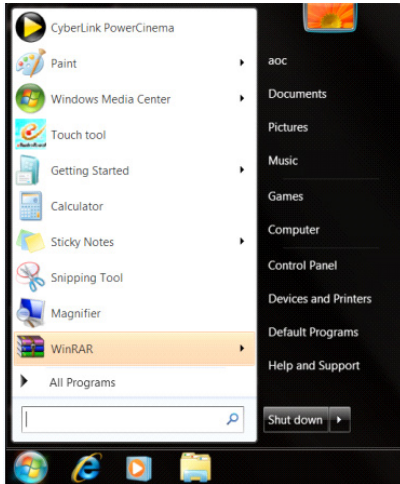 CyberLink PowerCinema
Paint
Windows Media Center
Touch tool
Getting Started
Calculator
Sticky Notes
Snipping Tool
Magnifier
WinRAR
All Programs
aoc
Documents
Pictures
Music
Games
Computer
Control Panel
Devices and Printers
Default Programs
Help and Support
Shut down